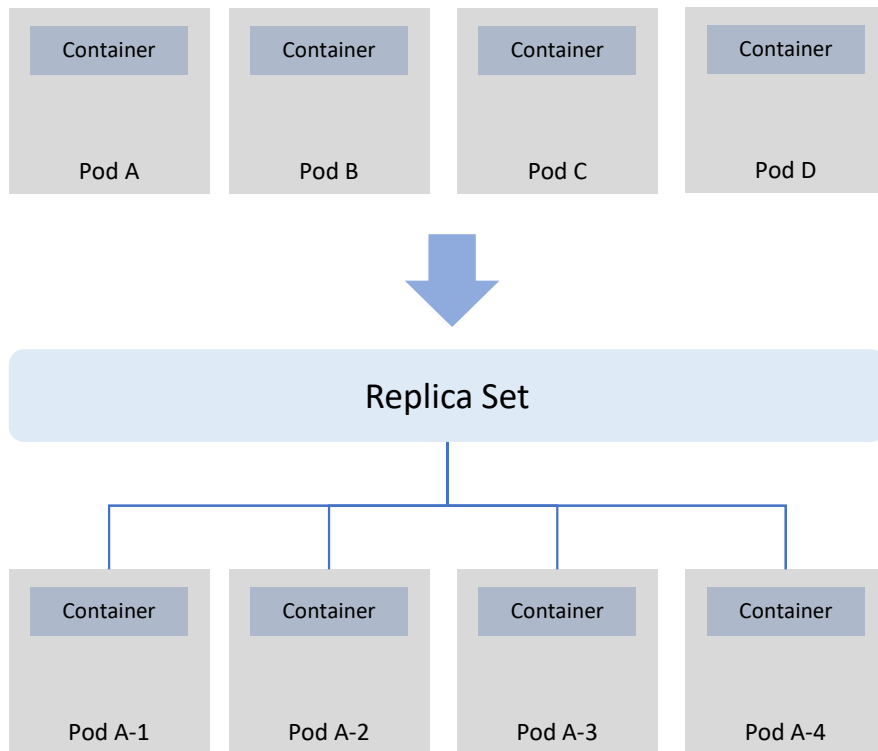 Container
Container
Container
Container
Pod A
Pod B
Pod C
Pod D
Replica Set
Container
Container
Container
Container
Pod A-1
Pod A-2
Pod A-3
Pod A-4